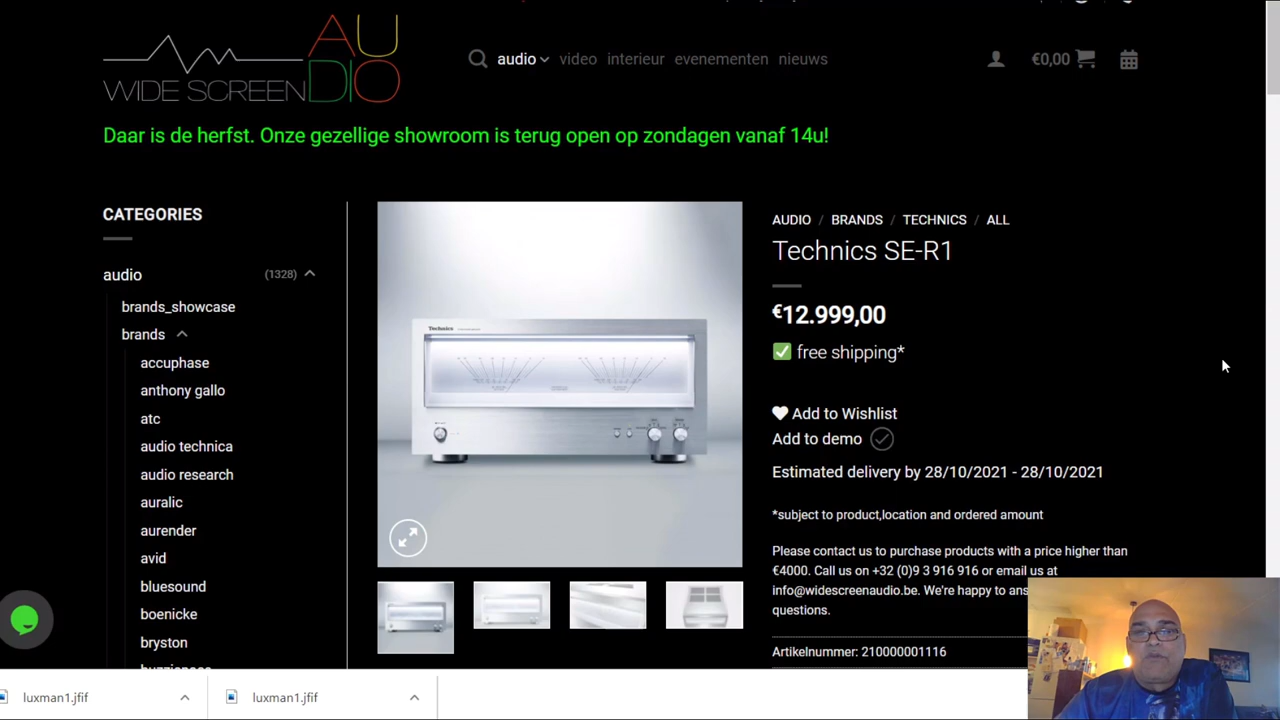 WIDE SCREEN AUDIO
audio
video
interieur
evenementen
nieuws
€0,00
Daar is de herfst. Onze gezellige showroom is terug open op zondagen vanaf 14u!
CATEGORIES
audio (1328)
brands_showcase
brands
accuphase
anthony gallo
atc
audio technica
audio research
auralic
aurender
avid
bluesound
boenicke
bryston
Technics
AUDIO / BRANDS / TECHNICS / ALL
Technics SE-R1
€12.999,00
free shipping*
Add to Wishlist
Add to demo
Estimated delivery by 28/10/2021 - 28/10/2021
*subject to product,location and ordered amount
Please contact us to purchase products with a price higher than
€4000. Call us on +32 (0)9 3 916 916 or email us at
info@widescreenaudio.be. We're happy to
questions.
Artikelnummer: 210000001116
luxman1.jfif
luxman1.jfif